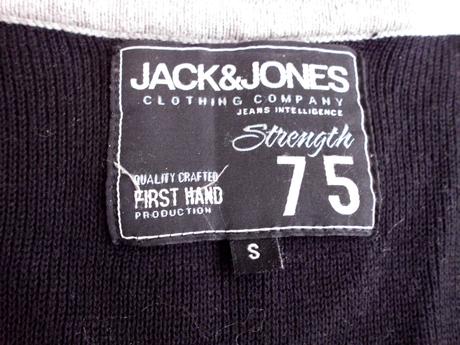 JACK&JONES
CLOTHING COMPANY
JEANS INTELLIGENCE
Strength
75
QUALITY CRAFTED
FIRST HAND
PRODUCTION
S